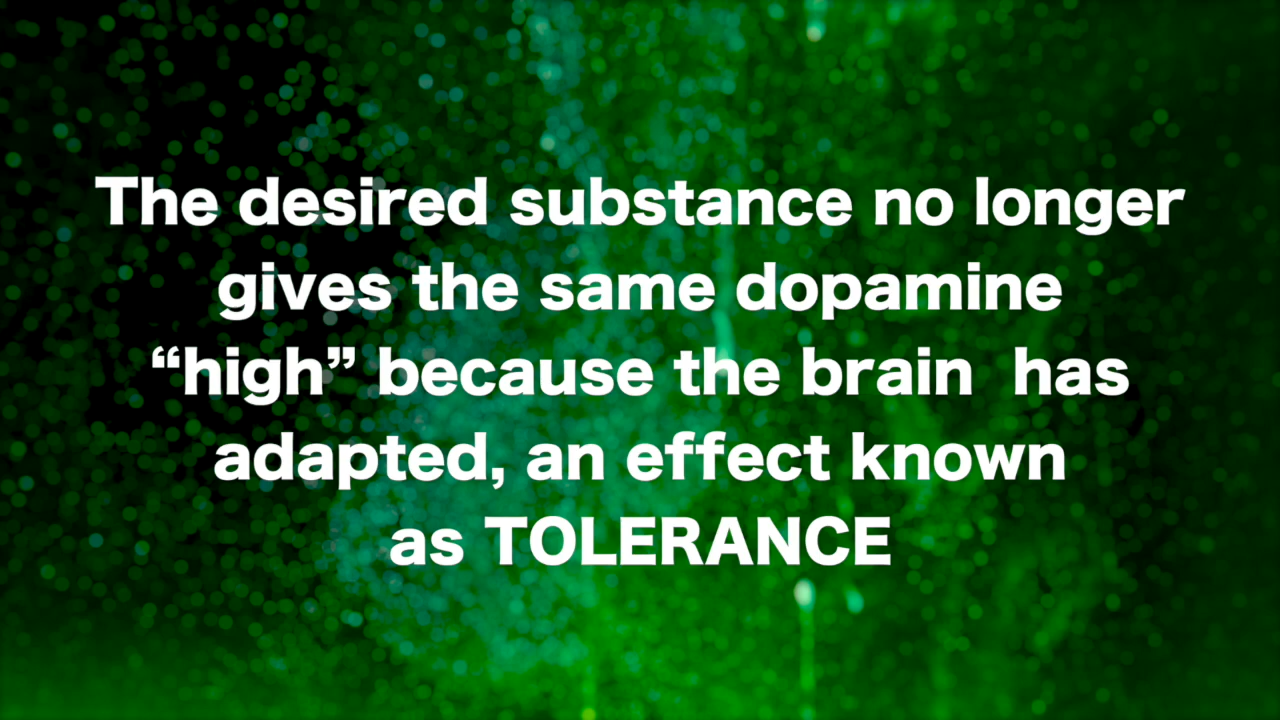 The desired substance no longer
gives the same dopamine
“high” because the brain  has
adapted, an effect known
as TOLERANCE